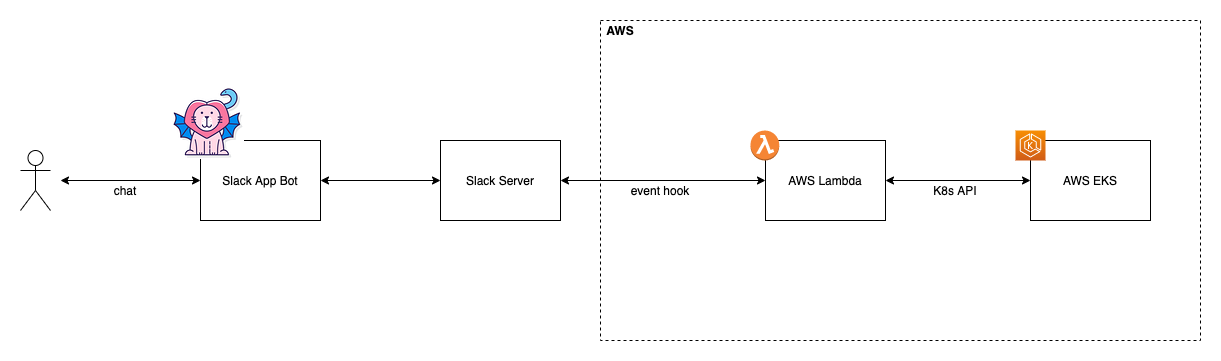 AWS
chat
Slack App Bot
Slack Server
event hook
AWS Lambda
K8s API
AWS EKS